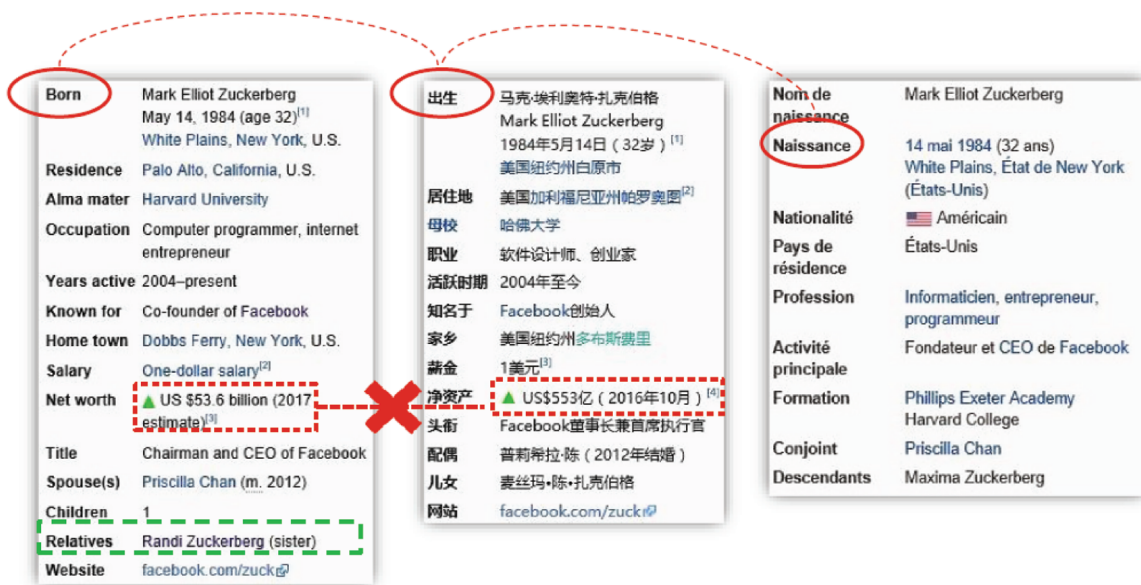 Born Mark Elliot Zuckerberg
May 14, 1984 (age 32)[1]
White Plains, New York, U.S.
Residence Palo Alto, California, U.S.
Alma mater Harvard University
Occupation Computer programmer, internet
entrepreneur
Years active 2004–present
Known for Co-founder of Facebook
Home town Dobbs Ferry, New York, U.S.
Salary One-dollar salary[2]
Net worth ▲ US $53.6 billion (2017
estimate)[3]
Title Chairman and CEO of Facebook
Spouse(s) Priscilla Chan (m. 2012)
Children 1
Relatives Randi Zuckerberg (sister)
Website facebook.com/zuck
出生 马克·埃利奥特·扎克伯格
Mark Elliot Zuckerberg
1984年5月14日（32岁）[1]
美国纽约州白原市
居住地 美国加利福尼亚州帕罗奥图[2]
母校 哈佛大学
职业 软件设计师、创业家
活跃时期 2004年至今
知名于 Facebook创始人
家乡 美国纽约州多布斯费里
薪金 1美元[3]
净资产 ▲ US$553亿（2016年10月）[4]
头衔 Facebook董事长兼首席执行官
配偶 普莉希拉·陈（2012年结婚）
儿女 麦丝玛·陈·扎克伯格
网站 facebook.com/zuck
Nom de Mark Elliot Zuckerberg
naissance
Naissance 14 mai 1984 (32 ans)
White Plains, État de New York
(États-Unis)
Nationalité Américain
Pays de États-Unis
résidence
Profession Informaticien, entrepreneur,
programmeur
Activité Fondateur et CEO de Facebook
principale
Formation Phillips Exeter Academy
Harvard College
Conjoint Priscilla Chan
Descendants Maxima Zuckerberg